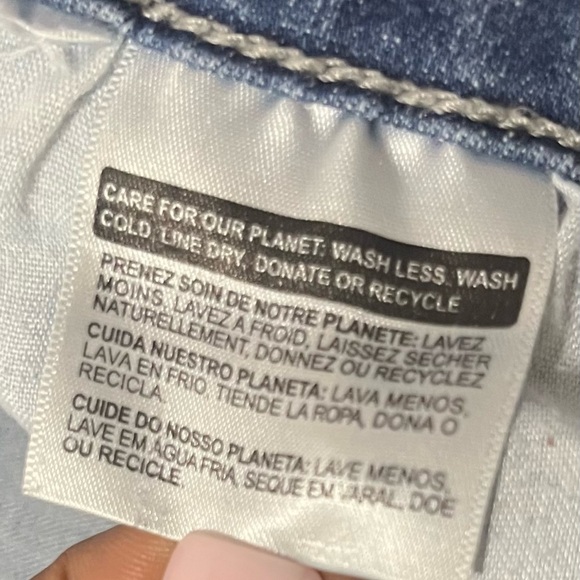 CARE FOR OUR PLANET: WASH LESS, WASH
COLD, LINE DRY, DONATE OR RECYCLE
PRENEZ SOIN DE NOTRE PLANETE: LAVEZ
MOINS, LAVEZ A FROID, LAISSEZ SECHER
NATURELLEMENT, DONNEZ OU RECYCLEZ
CUIDA NUESTRO PLANETA: LAVA MENOS,
LAVA EN FRIO, TIENDE LA ROPA, DONA O
RECICLA.
CUIDE DO NOSSO PLANETA: LAVE MENOS,
LAVE EM AGUA FRIA, SEQUE EM VARAL, DOE
OU RECICLE.